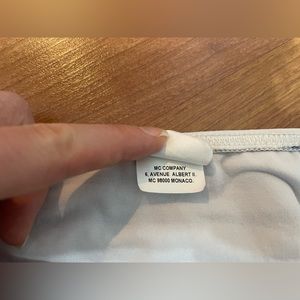 MC COMPANY
6, AVENUE ALBERT II.
MC 98000 MONACO.